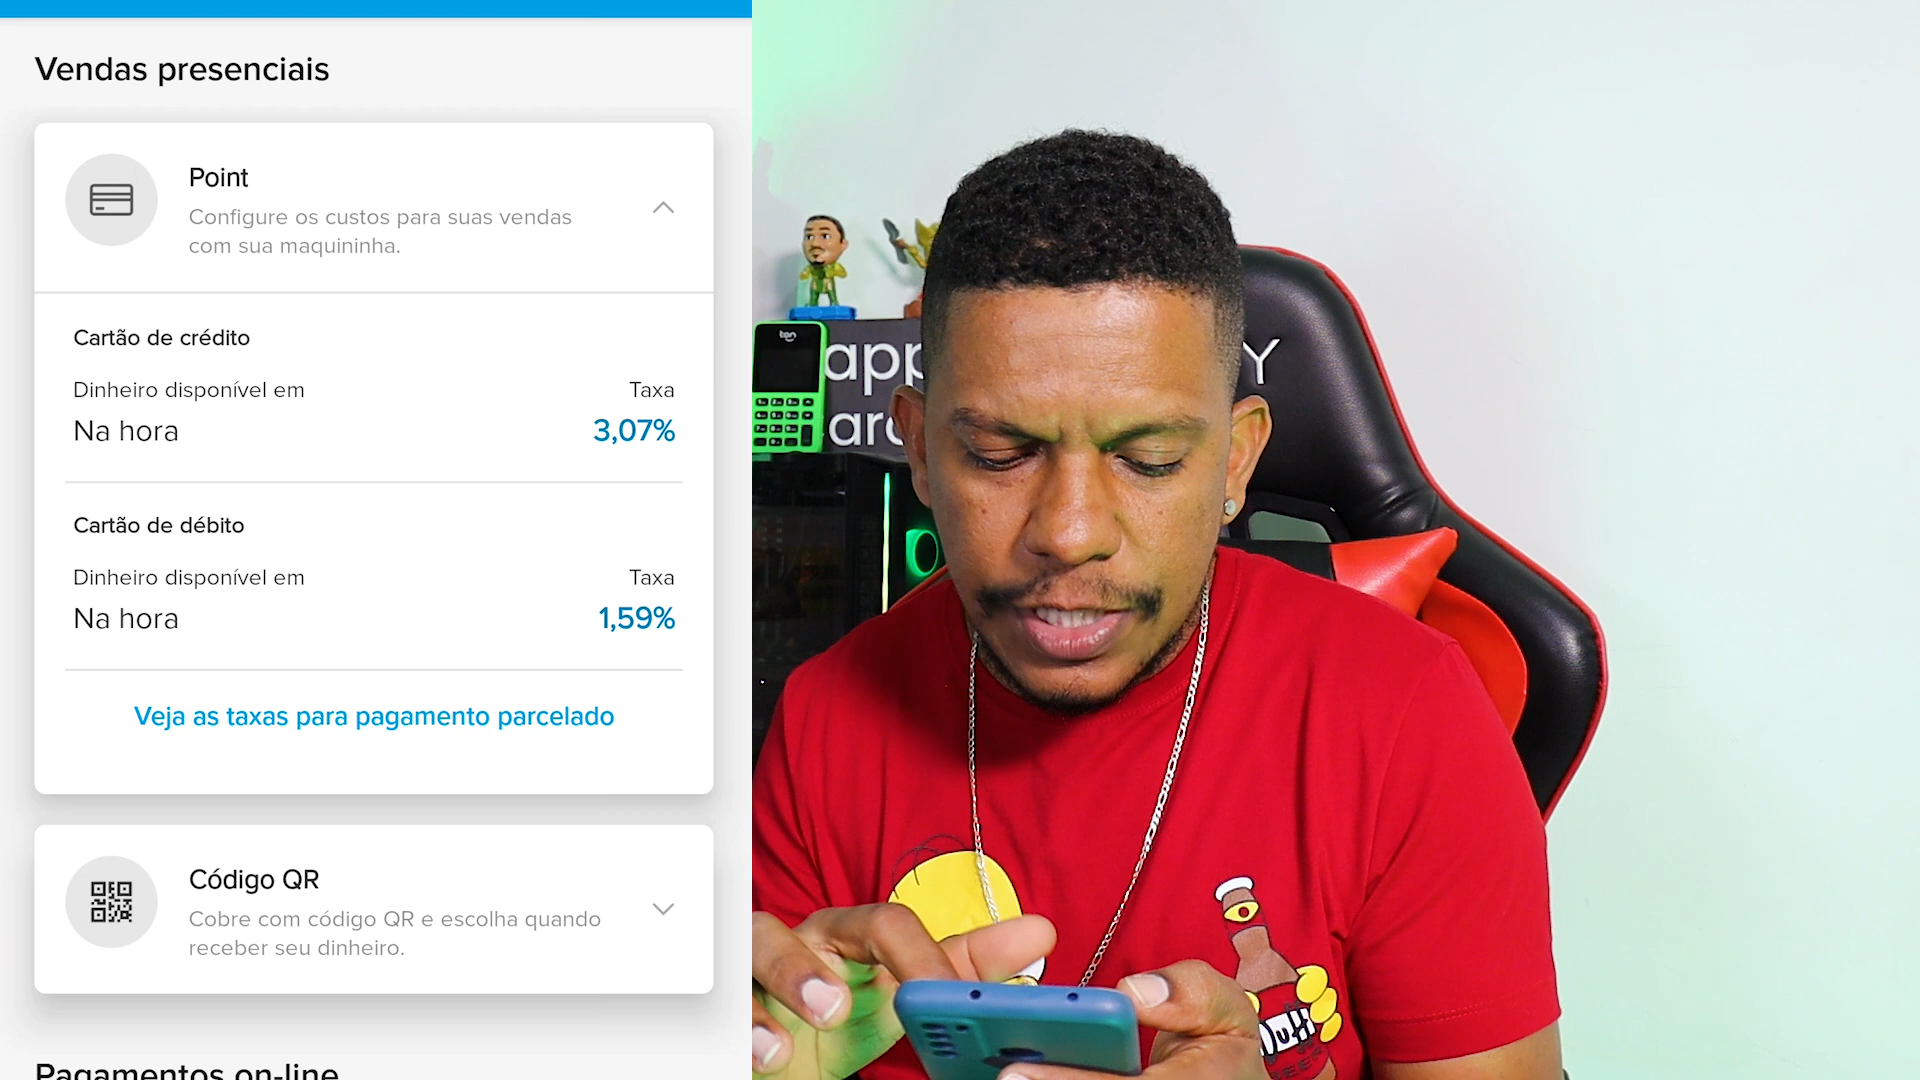 Vendas presenciais
Point
Configure os custos para suas vendas
com sua maquininha.
Cartão de crédito
Dinheiro disponível em
Taxa
Na hora
3,07%
Cartão de débito
Dinheiro disponível em
Taxa
Na hora
1,59%
Veja as taxas para pagamento parcelado
Código QR
Cobre com código QR e escolha quando
receber seu dinheiro.
Pagamentos on-line
ton
app
Y